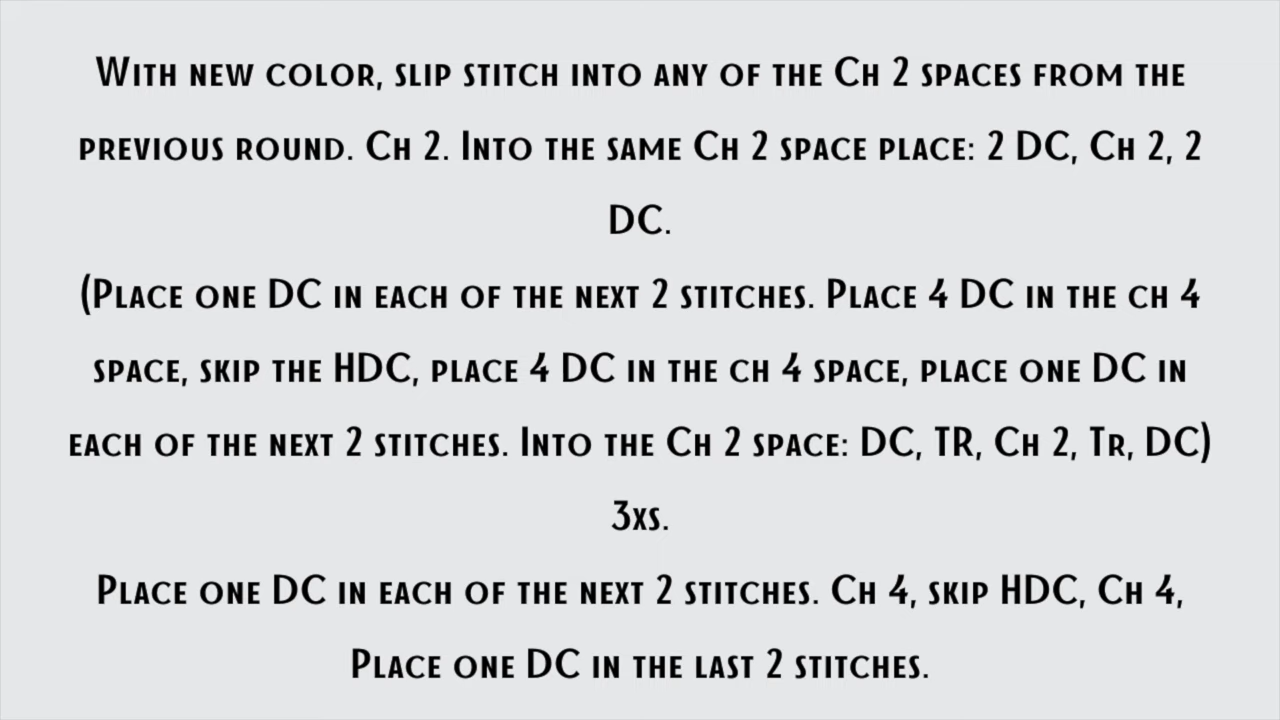 With new color, slip stitch into any of the Ch 2 spaces from the
previous round. Ch 2. Into the same Ch 2 space place: 2 DC, Ch 2, 2
DC.
(Place one DC in each of the next 2 stitches. Place 4 DC in the ch 4
space, skip the HDC, place 4 DC in the ch 4 space, place one DC in
each of the next 2 stitches. Into the Ch 2 space: DC, TR, Ch 2, Tr, DC)
3xs.
Place one DC in each of the next 2 stitches. Ch 4, skip HDC, Ch 4,
Place one DC in the last 2 stitches.